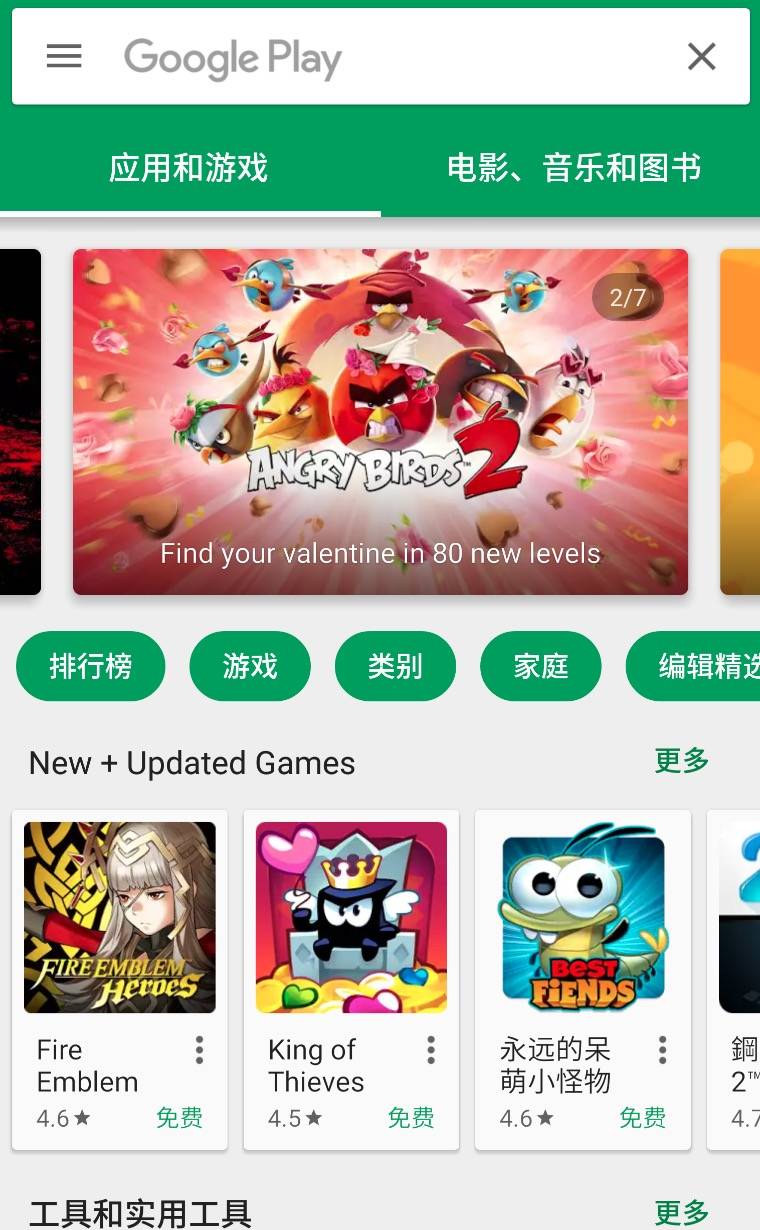 Google Play
应用和游戏
电影、音乐和图书
2/7
ANGRY BIRDS 2
Find your valentine in 80 new levels
排行榜
游戏
类别
家庭
编辑精选
New + Updated Games
更多
FIRE EMBLEM
Heroes
BEST
FIENDS
Fire
Emblem
4.6★
免费
King of
Thieves
4.5★
免费
永远的呆
萌小怪物
4.6★
免费
鋼
2™
4.7
工具和实用工具
更多